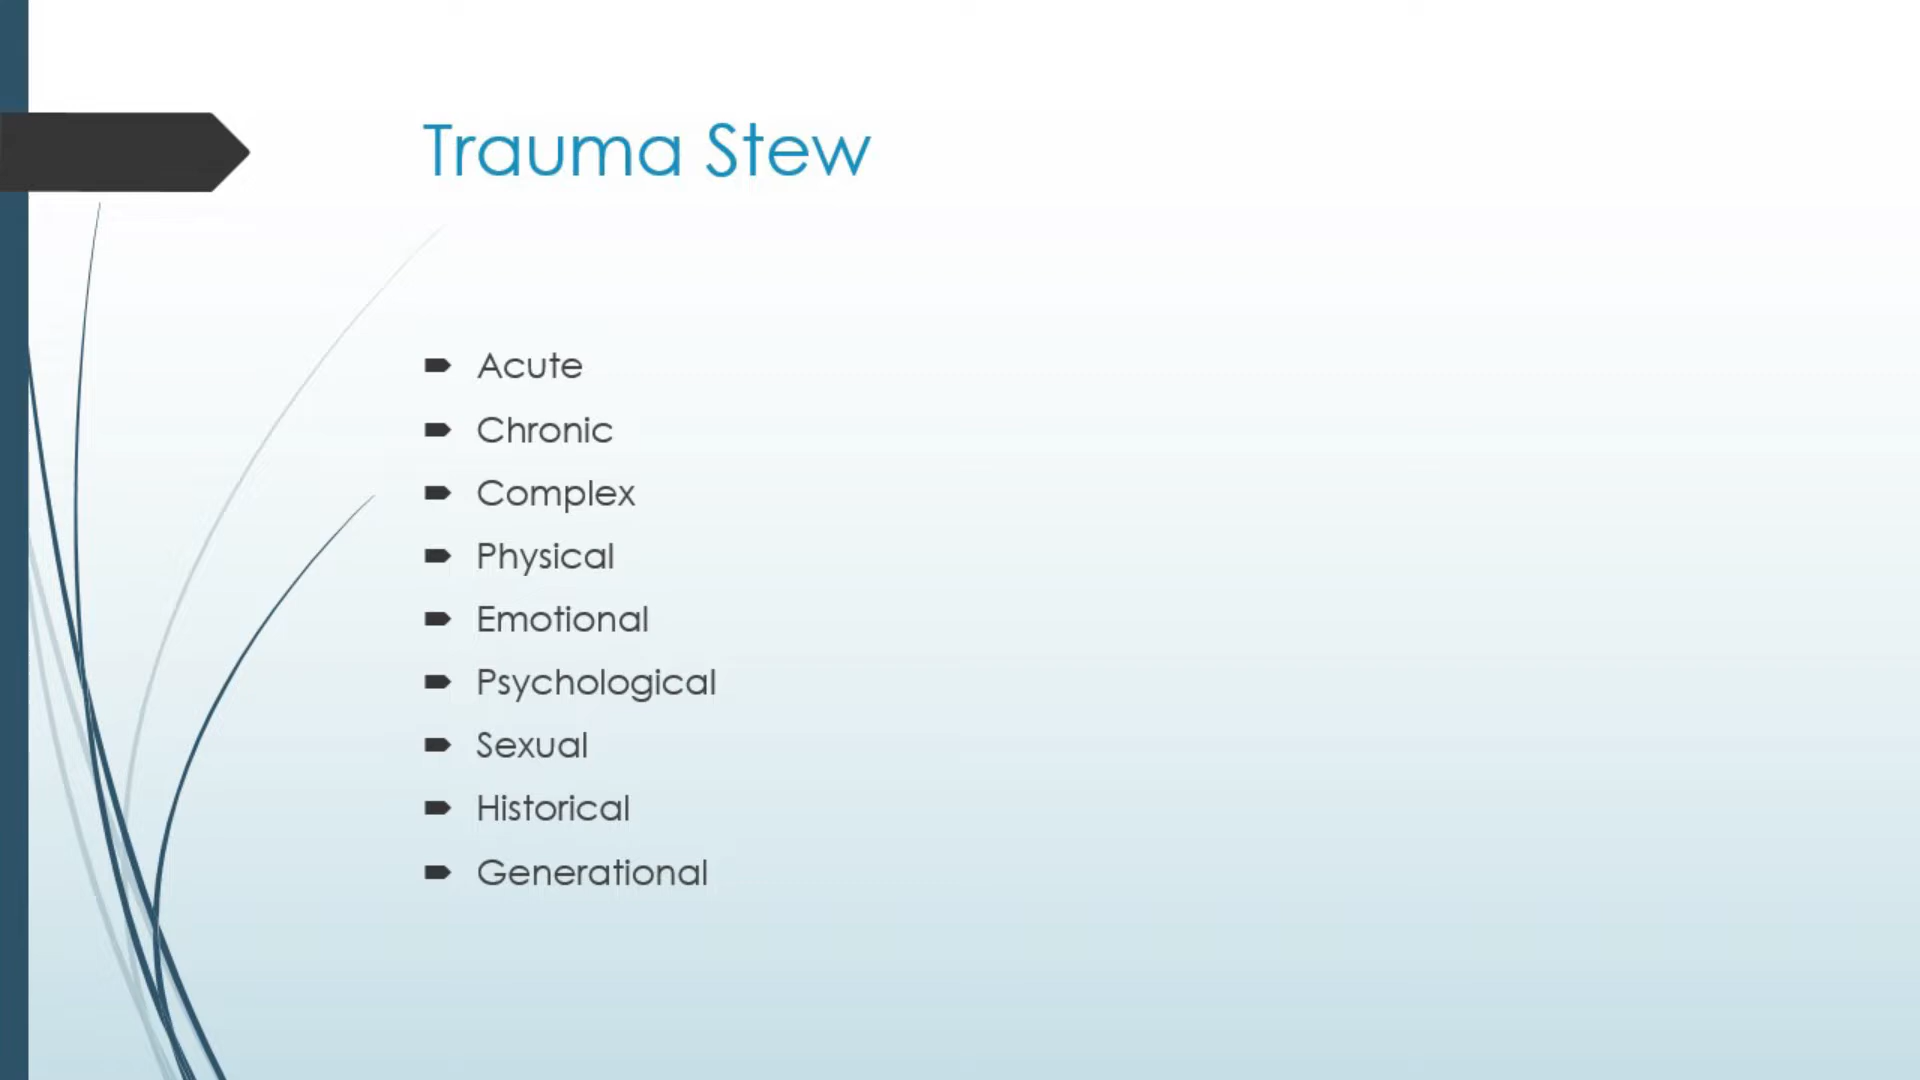 Trauma Stew
Acute
Chronic
Complex
Physical
Emotional
Psychological
Sexual
Historical
Generational